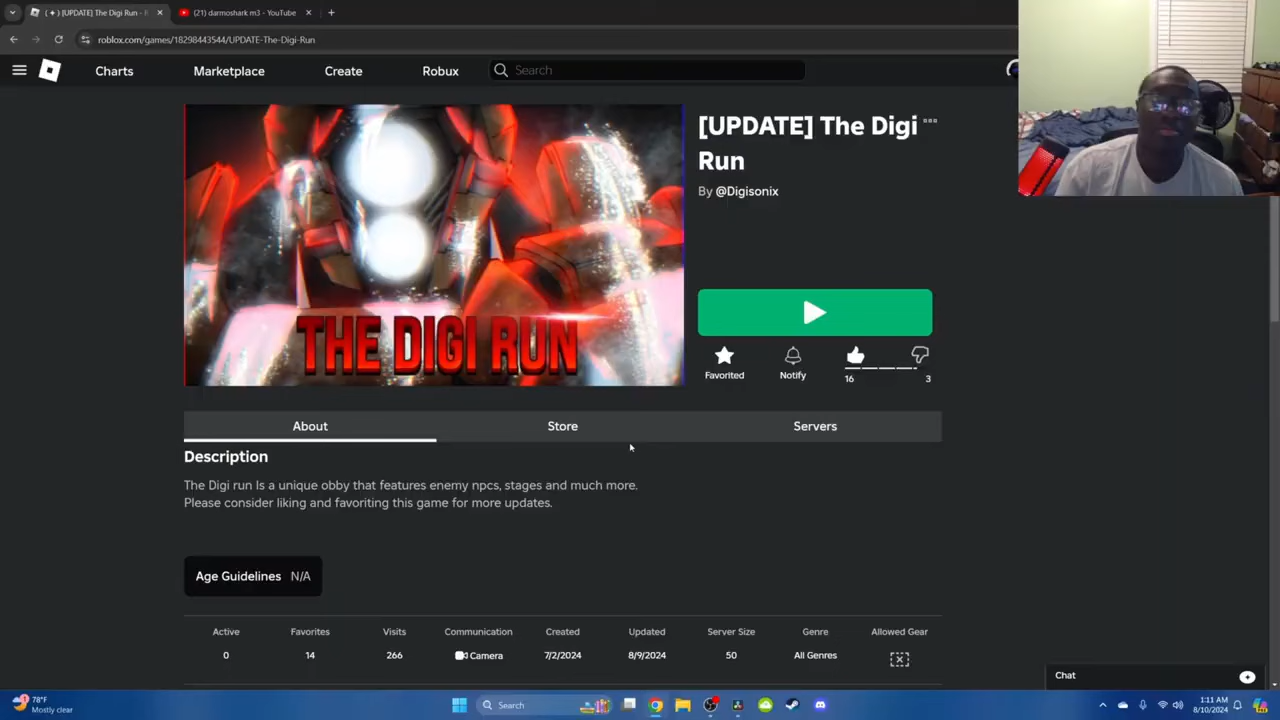 ( ✦ ) [UPDATE] The Digi Run - R
(21) darmoshark m3 - YouTube
roblox.com/games/18298443544/UPDATE-The-Digi-Run
Charts
Marketplace
Create
Robux
Search
[UPDATE] The Digi
Run
By @Digisonix
THE DIGI RUN
Favorited
Notify
16
3
About
Store
Servers
Description
The Digi run Is a unique obby that features enemy npcs, stages and much more.
Please consider liking and favoriting this game for more updates.
Age Guidelines N/A
Active
Favorites
Visits
Communication
Created
Updated
Server Size
Genre
Allowed Gear
0
14
266
Camera
7/2/2024
8/9/2024
50
All Genres
Chat
1
78°F
Mostly clear
Search
1:11 AM
8/10/2024